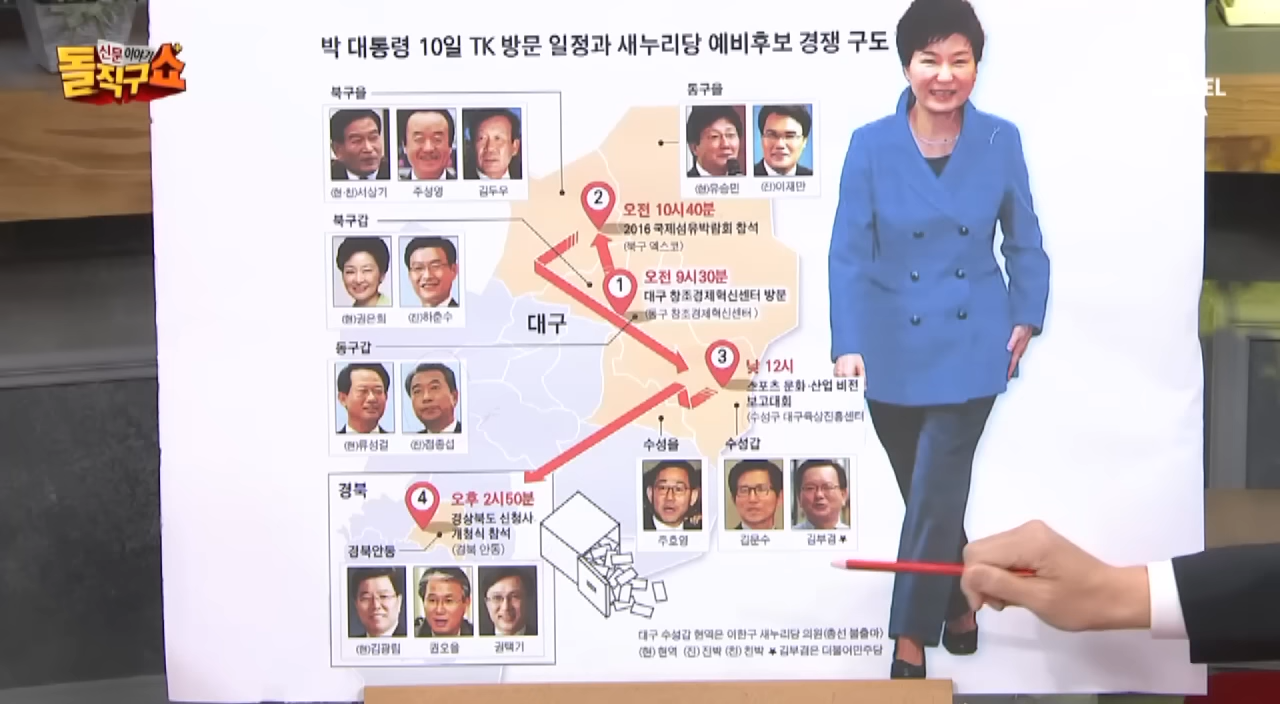 신문이야기
돌직구쇼+
박 대통령 10일 TK 방문 일정과 새누리당 예비후보 경쟁 구도
북구을
(현·친)서상기
주성영
김두우
동구을
(현)유승민
(진)이재만
2
오전 10시40분
2016 국제섬유박람회 참석
(북구 엑스코)
북구갑
(현)권은희
(진)하춘수
1
오전 9시30분
대구 창조경제혁신센터 방문
(동구 창조경제혁신센터)
대구
동구갑
(현)류성걸
(진)정종섭
3
낮 12시
스포츠 문화·산업 비전
보고대회
(수성구 대구육상진흥센터
수성을
주호영
수성갑
김문수
김부겸
경북
4
오후 2시50분
경상북도 신청사
개청식 참석
(경북 안동)
경북안동
(현)김광림
권오을
권택기
대구 수성갑 현역은 이한구 새누리당 의원(총선 불출마)
(현) 현역 (진) 진박 (친) 친박 김부겸은 더불어민주당